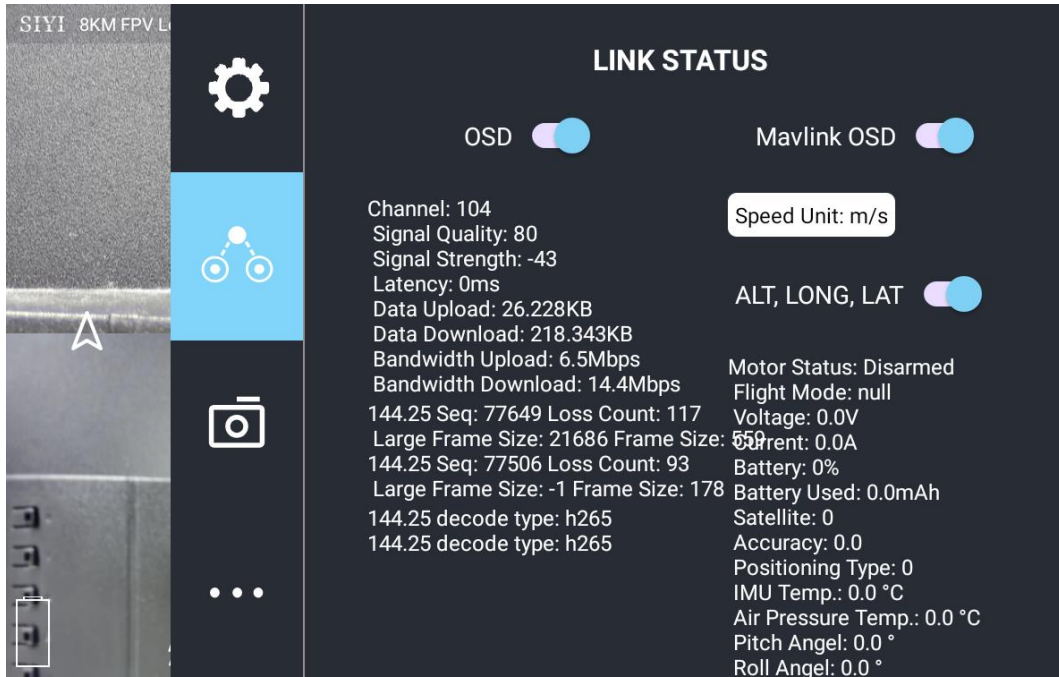 SIYI 8KM FPV L
LINK STATUS
OSD
Mavlink OSD
Channel: 104
Signal Quality: 80
Signal Strength: -43
Latency: 0ms
Data Upload: 26.228KB
Data Download: 218.343KB
Bandwidth Upload: 6.5Mbps
Bandwidth Download: 14.4Mbps
144.25 Seq: 77649 Loss Count: 117
Large Frame Size: 21686 Frame Size: 559
144.25 Seq: 77506 Loss Count: 93
Large Frame Size: -1 Frame Size: 178
144.25 decode type: h265
144.25 decode type: h265
Speed Unit: m/s
ALT, LONG, LAT
Motor Status: Disarmed
Flight Mode: null
Voltage: 0.0V
Current: 0.0A
Battery: 0%
Battery Used: 0.0mAh
Satellite: 0
Accuracy: 0.0
Positioning Type: 0
IMU Temp.: 0.0 °C
Air Pressure Temp.: 0.0 °C
Pitch Angel: 0.0 °
Roll Angel: 0.0 °